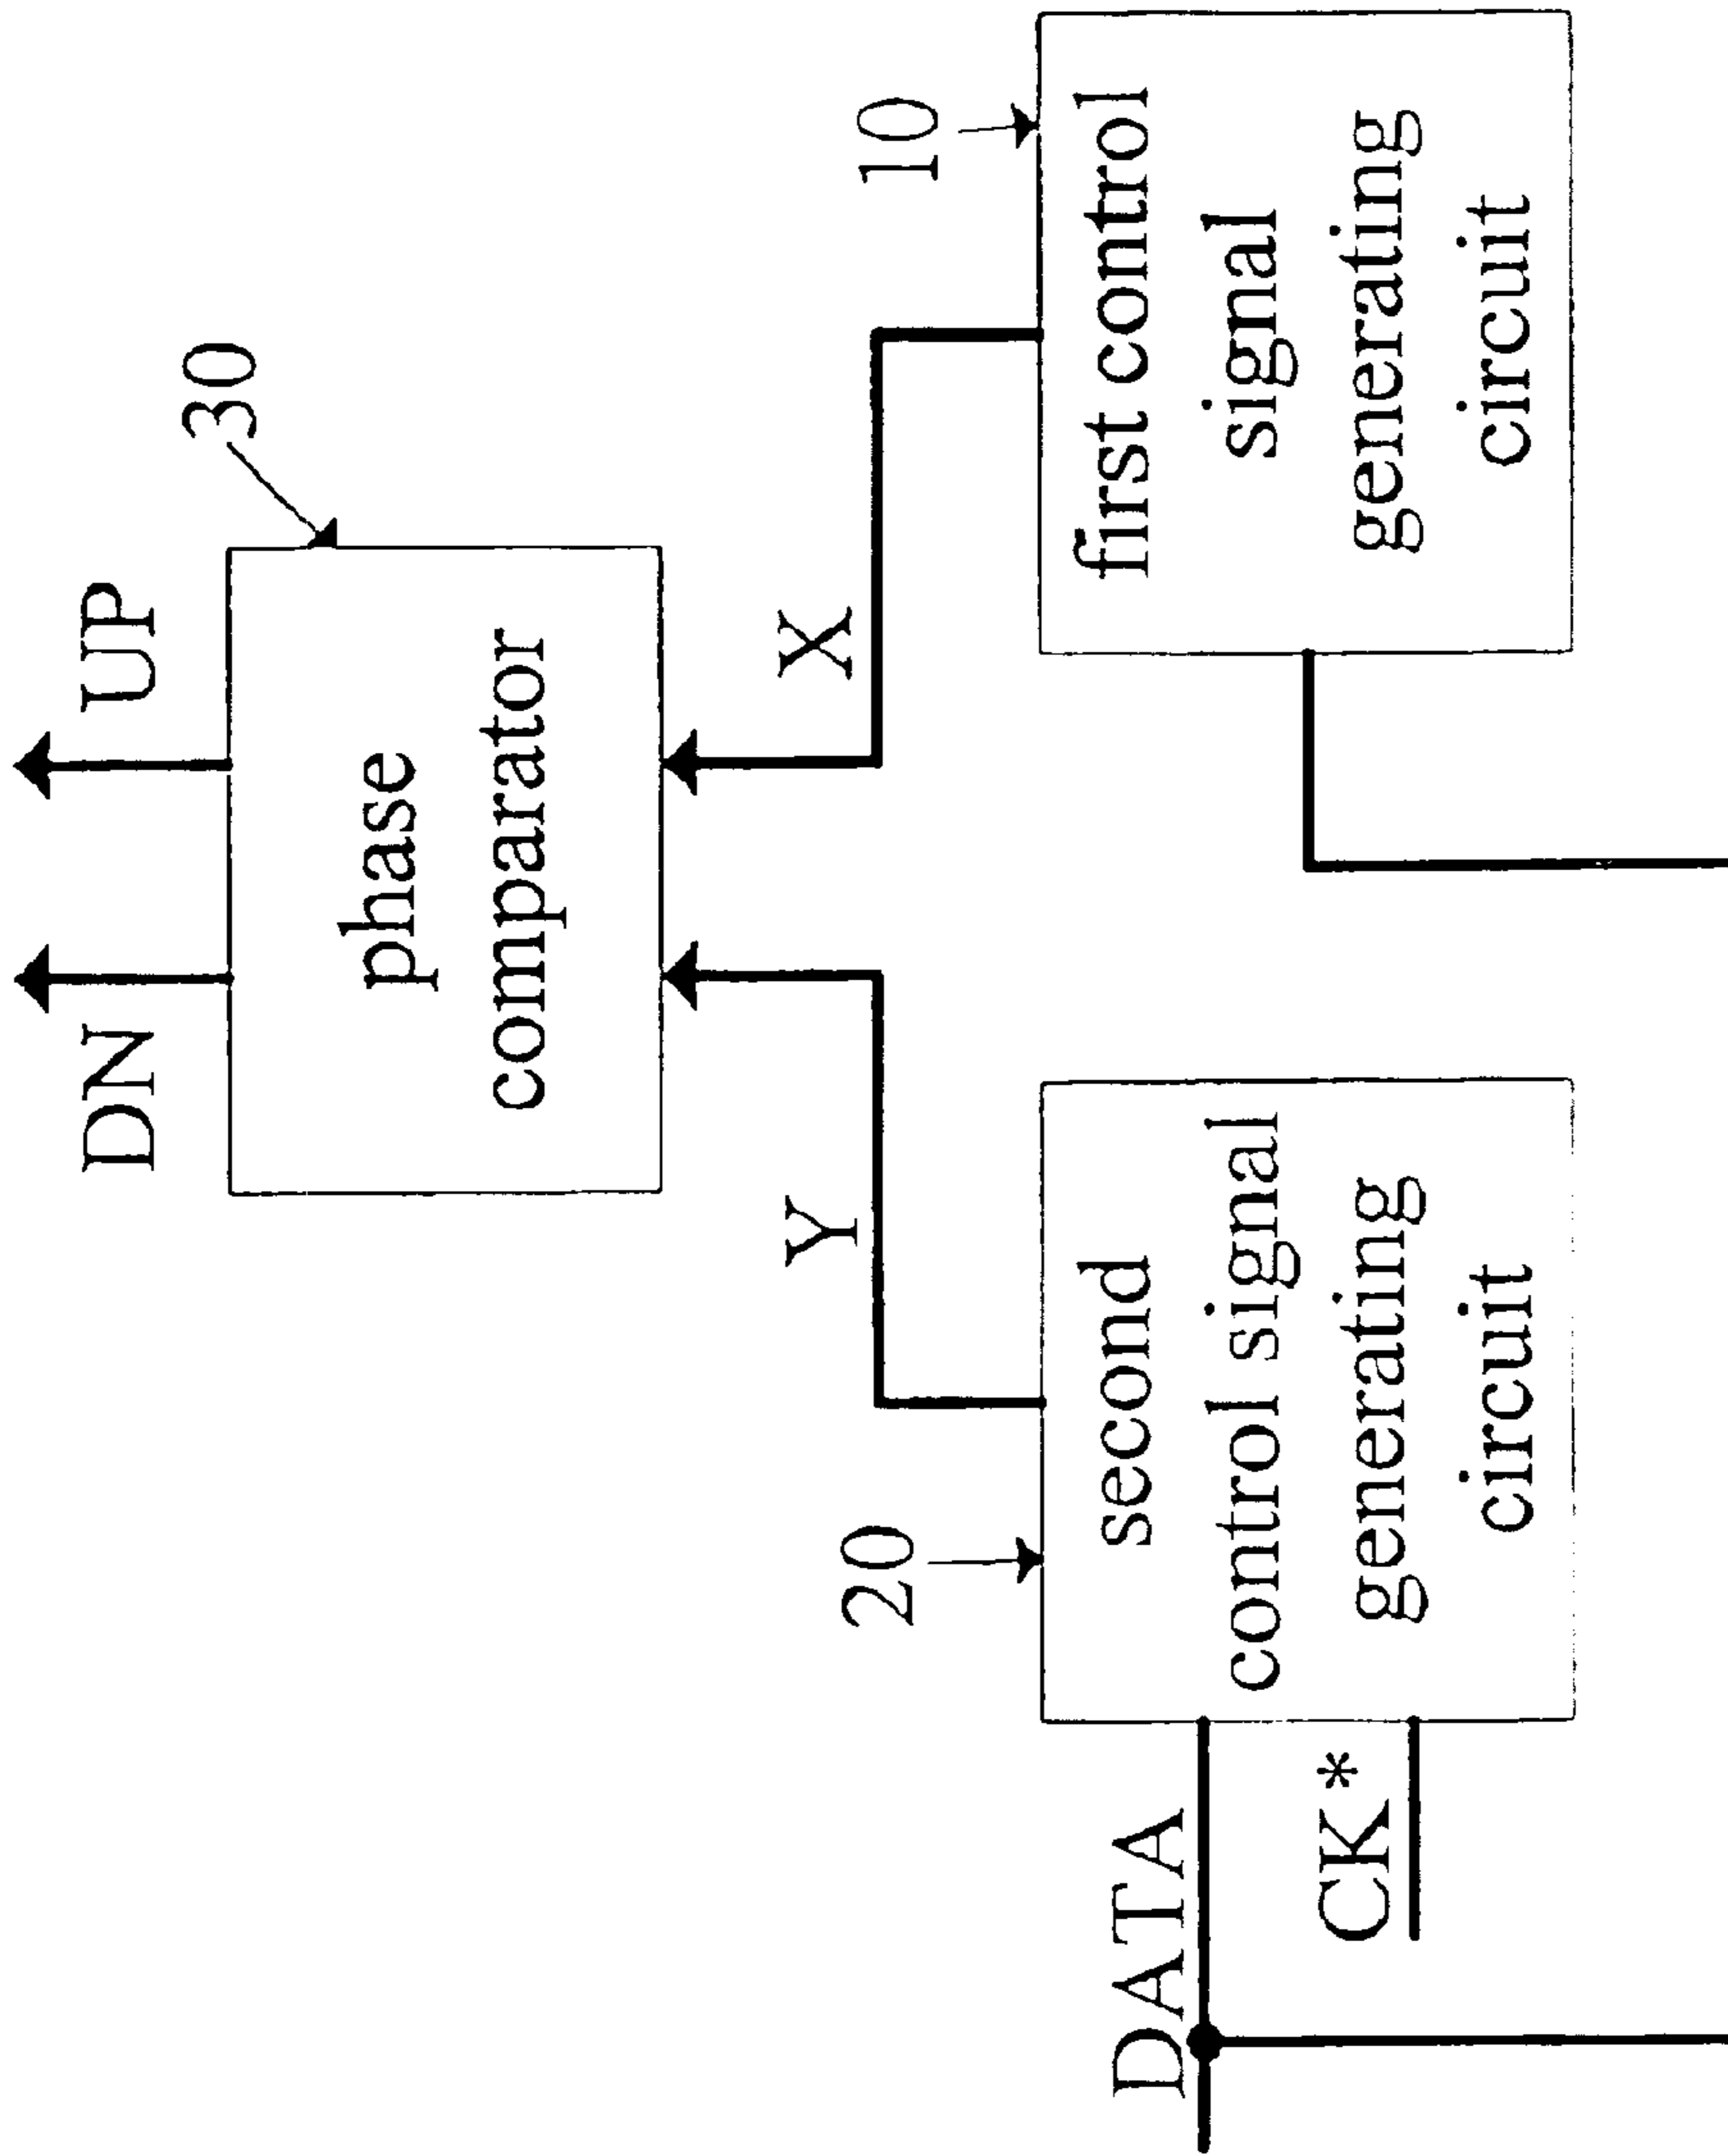 DN
UP
30
phase
comparator
Y
X
20
10
DATA
CK*
second
control signal
generating
circuit
first control
signal
generating
circuit